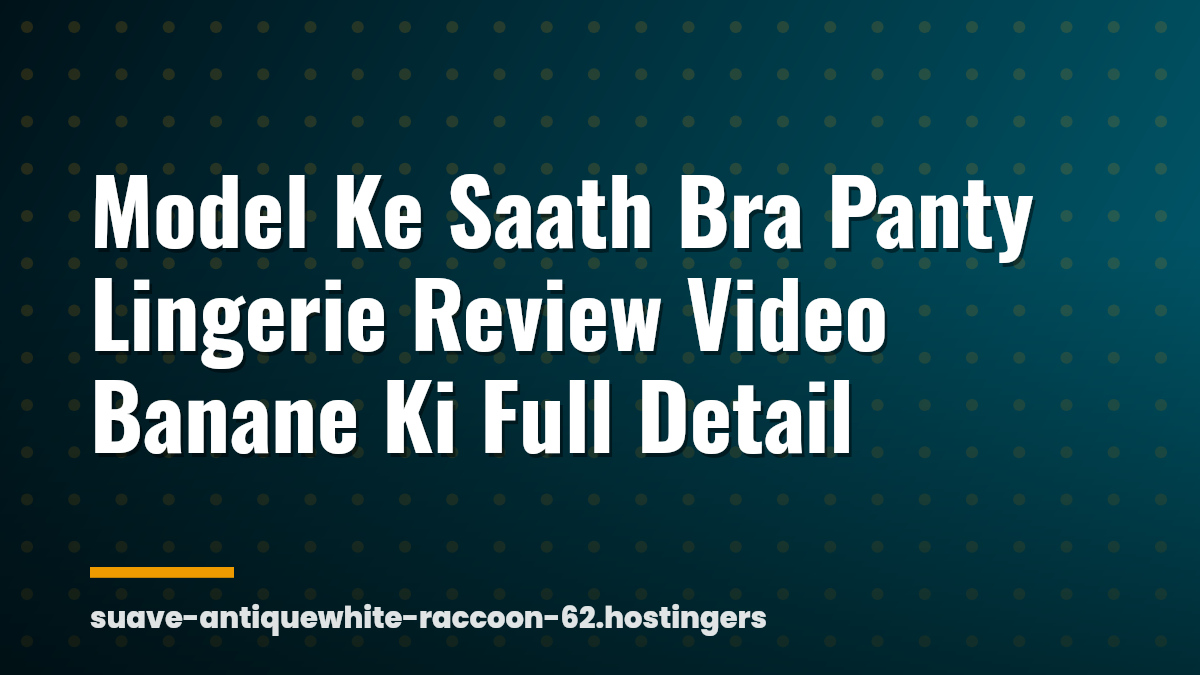 Model Ke Saath Bra Panty
Lingerie Review Video
Banane Ki Full Detail
suave-antiquewhite-raccoon-62.hostingers